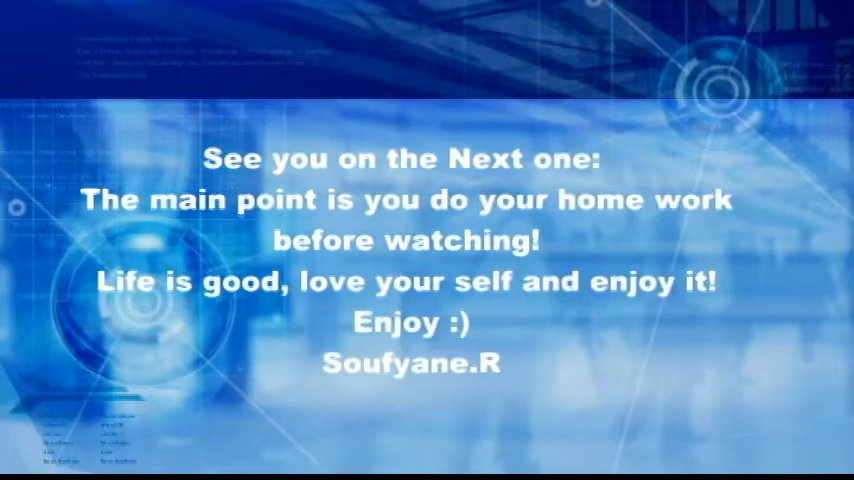 See you on the Next one:
The main point is you do your home work
before watching!
Life is good, love your self and enjoy it!
Enjoy :)
Soufyane.R